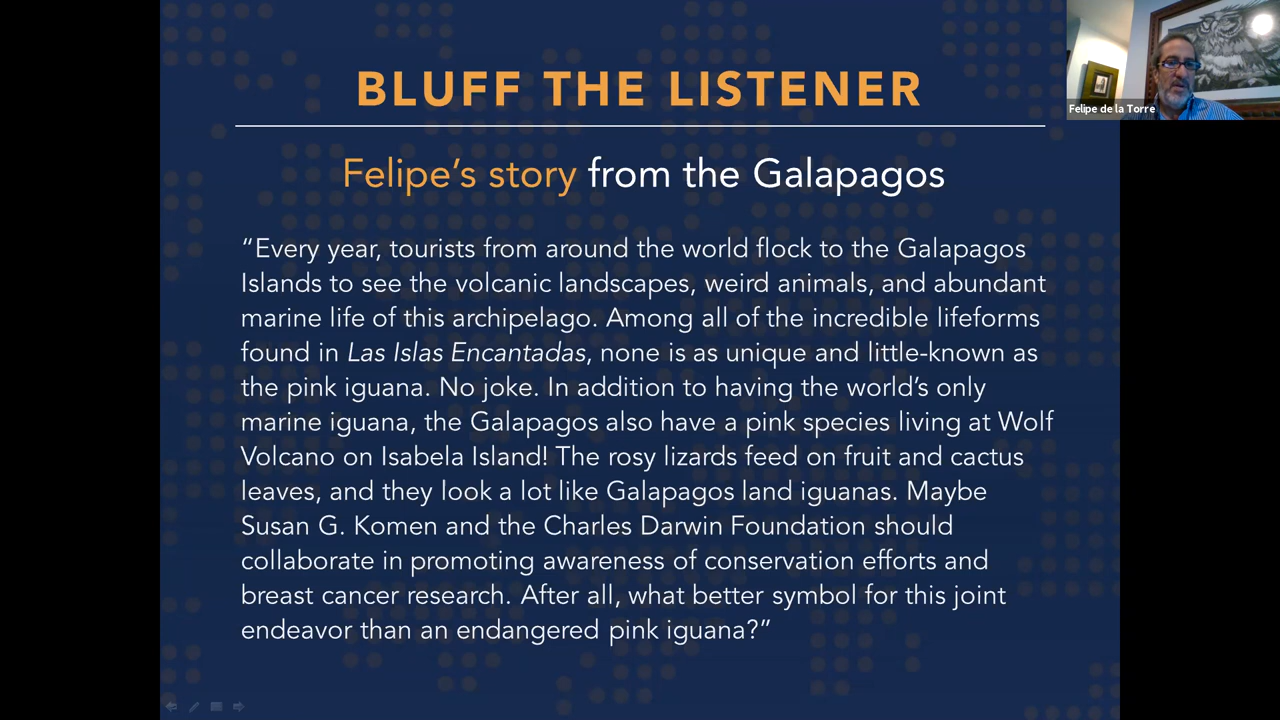 BLUFF THE LISTENER
Felipe de la Torre
Felipe’s story from the Galapagos
“Every year, tourists from around the world flock to the Galapagos
Islands to see the volcanic landscapes, weird animals, and abundant
marine life of this archipelago. Among all of the incredible lifeforms
found in Las Islas Encantadas, none is as unique and little-known as
the pink iguana. No joke. In addition to having the world’s only
marine iguana, the Galapagos also have a pink species living at Wolf
Volcano on Isabela Island! The rosy lizards feed on fruit and cactus
leaves, and they look a lot like Galapagos land iguanas. Maybe
Susan G. Komen and the Charles Darwin Foundation should
collaborate in promoting awareness of conservation efforts and
breast cancer research. After all, what better symbol for this joint
endeavor than an endangered pink iguana?”